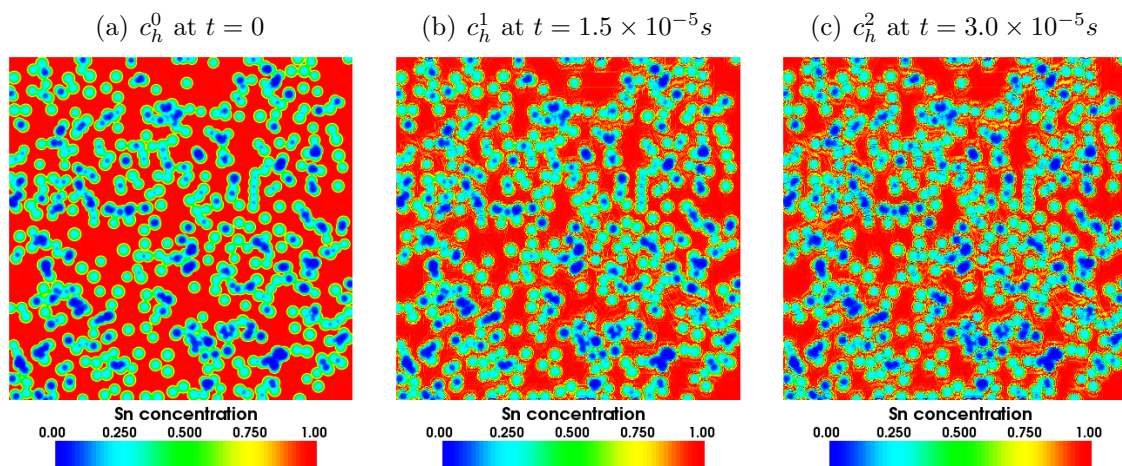 (a) $c_h^0$ at $t = 0$
(b) $c_h^1$ at $t = 1.5 \times 10^{-5}s$
(c) $c_h^2$ at $t = 3.0 \times 10^{-5}s$
Sn concentration
0.00 0.250 0.500 0.750 1.00
Sn concentration
0.00 0.250 0.500 0.750 1.00
Sn concentration
0.00 0.250 0.500 0.750 1.00